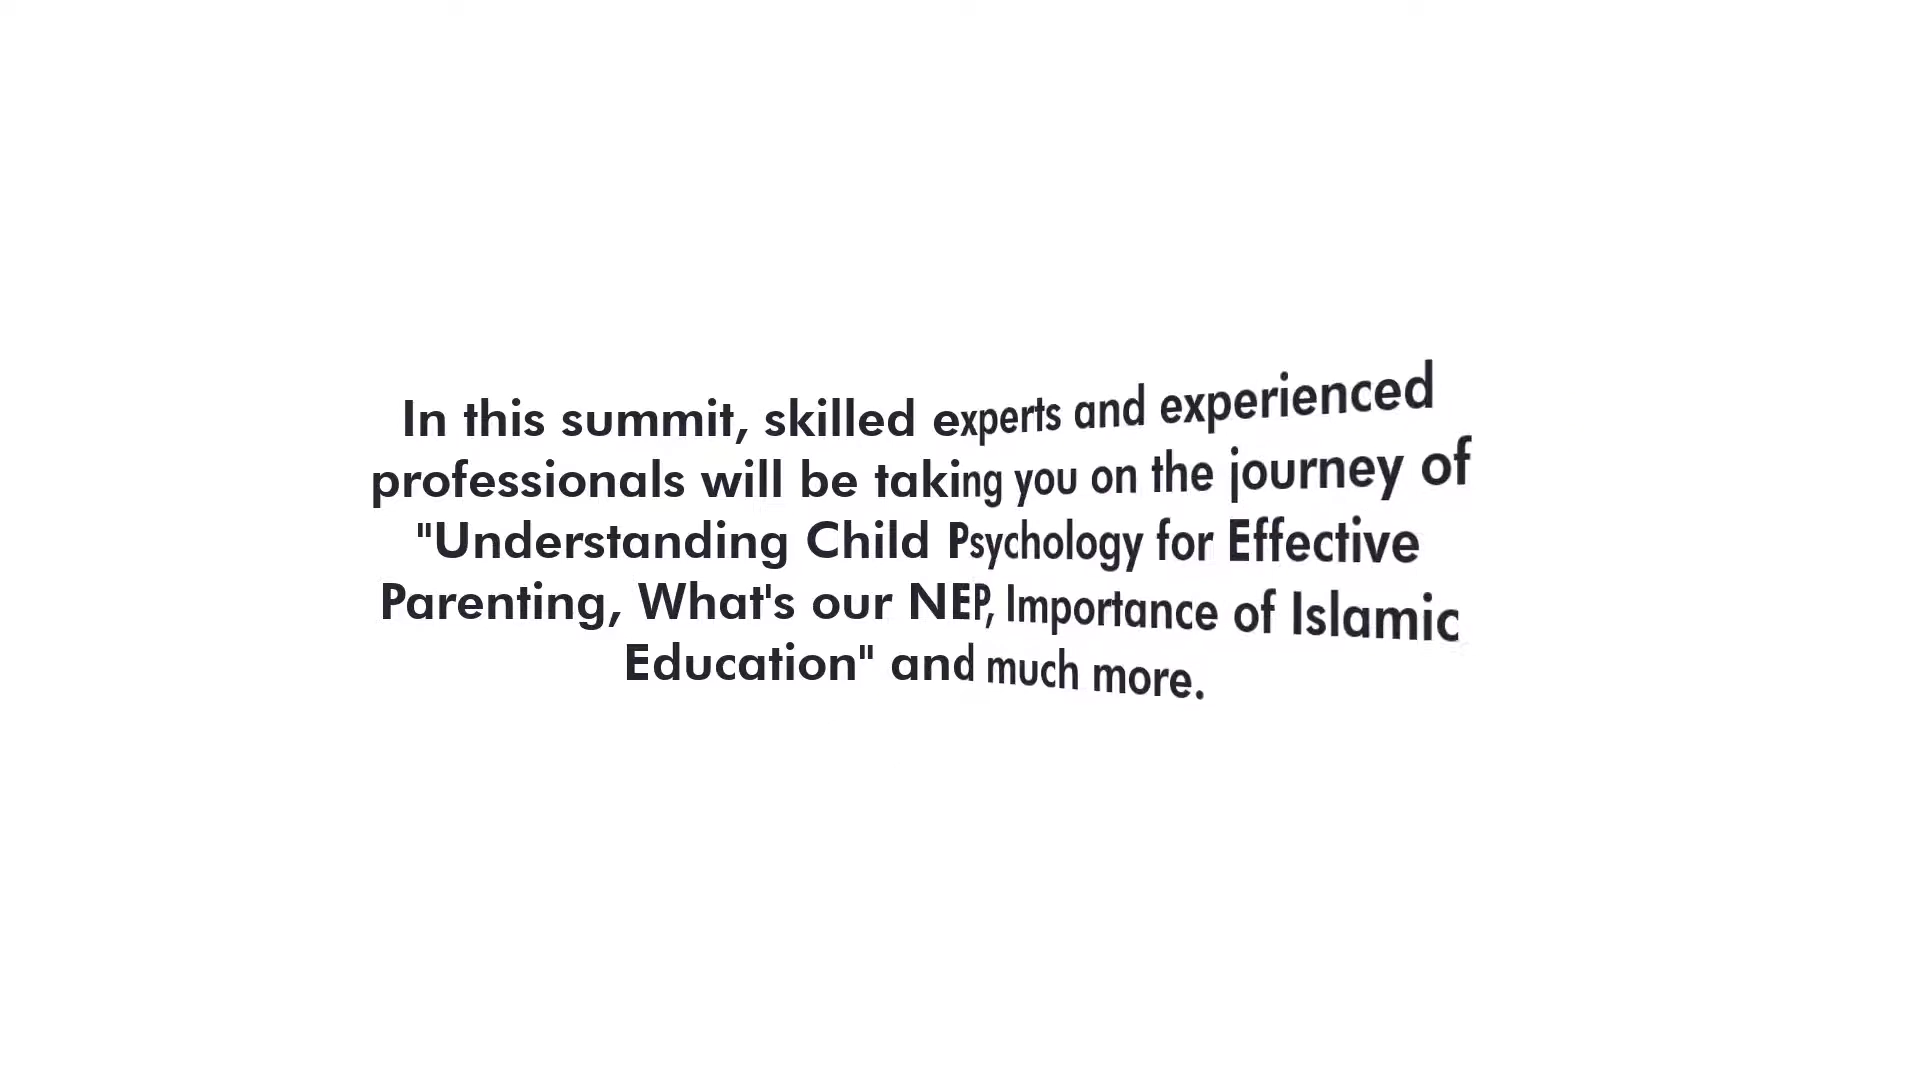 In this summit, skilled experts and experienced
professionals will be taking you on the journey of
"Understanding Child Psychology for Effective
Parenting, What's our NEP, Importance of Islamic
Education" and much more.